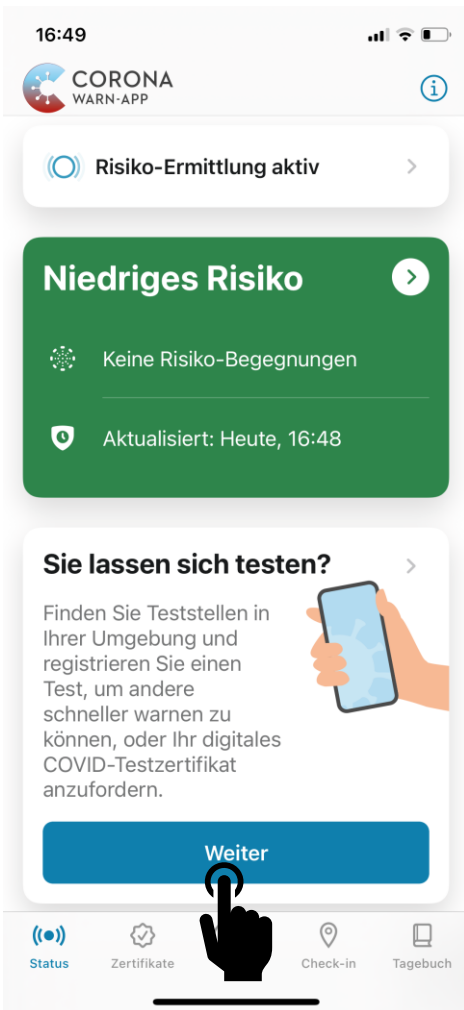 16:49
CORONA
WARN-APP
Risiko-Ermittlung aktiv
Niedriges Risiko
Keine Risiko-Begegnungen
Aktualisiert: Heute, 16:48
Sie lassen sich testen?
Finden Sie Teststellen in
Ihrer Umgebung und
registrieren Sie einen
Test, um andere
schneller warnen zu
können, oder Ihr digitales
COVID-Testzertifikat
anzufordern.
Weiter
Status Zertifikate Check-in Tagebuch